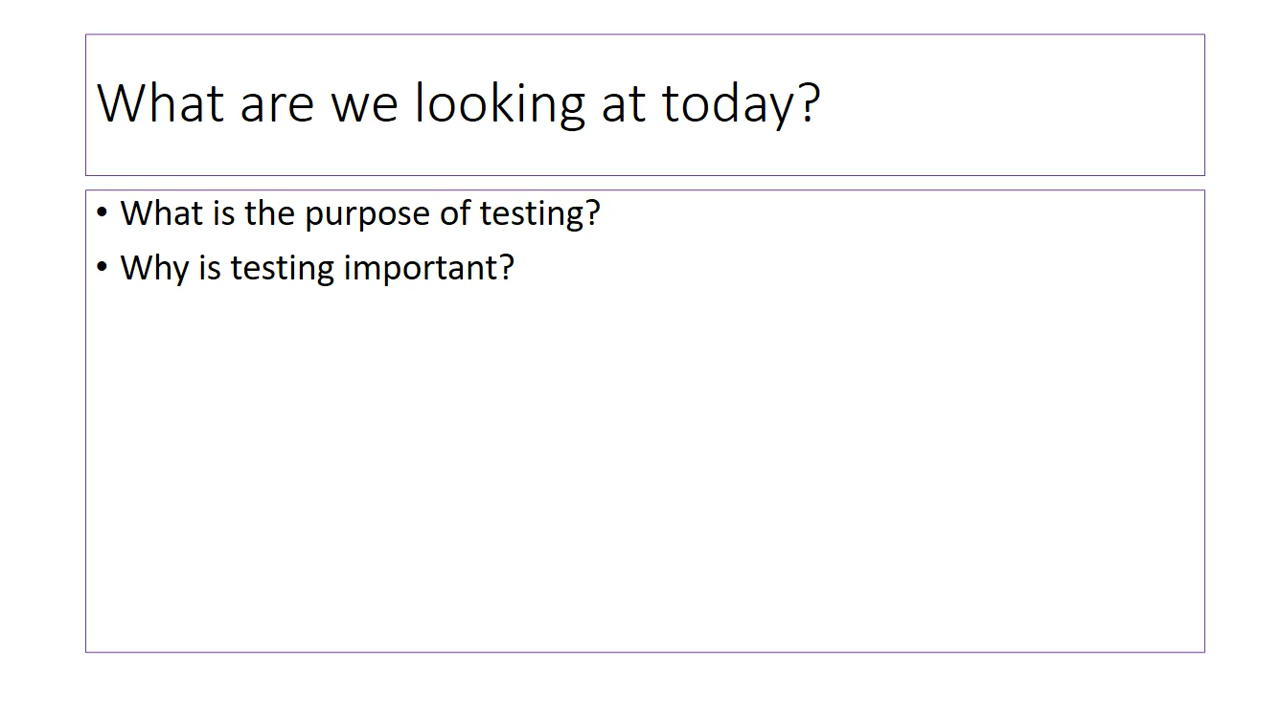 What are we looking at today?
• What is the purpose of testing?
• Why is testing important?